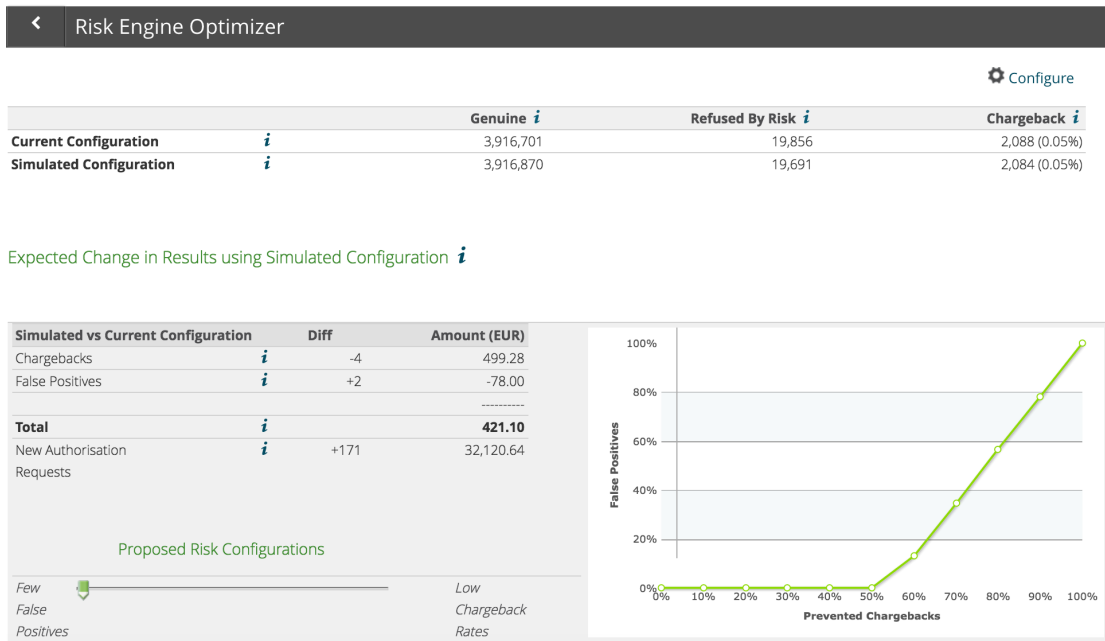 Risk Engine Optimizer
Configure
Genuine i Refused By Risk i Chargeback i
Current Configuration i 3,916,701 19,856 2,088 (0.05%)
Simulated Configuration i 3,916,870 19,691 2,084 (0.05%)
Expected Change in Results using Simulated Configuration i
Simulated vs Current Configuration Diff Amount (EUR)
Chargebacks i -4 499.28
False Positives i +2 -78.00
----------
Total i 421.10
New Authorisation i +171 32,120.64
Requests
Proposed Risk Configurations
Few Low
False Chargeback
Positives Rates
100%
80%
60%
40%
20%
0%
False Positives
0% 10% 20% 30% 40% 50% 60% 70% 80% 90% 100%
Prevented Chargebacks